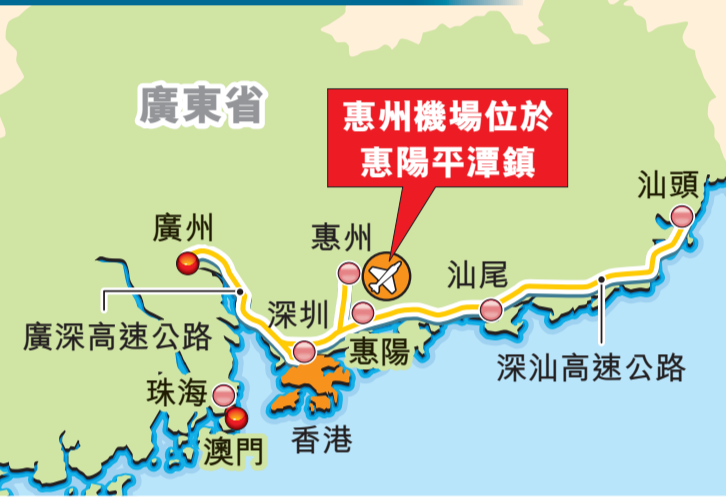 廣東省
惠州機場位於
惠陽平潭鎮
汕頭
廣州
惠州
汕尾
深圳
廣深高速公路
惠陽
深汕高速公路
珠海
香港
澳門